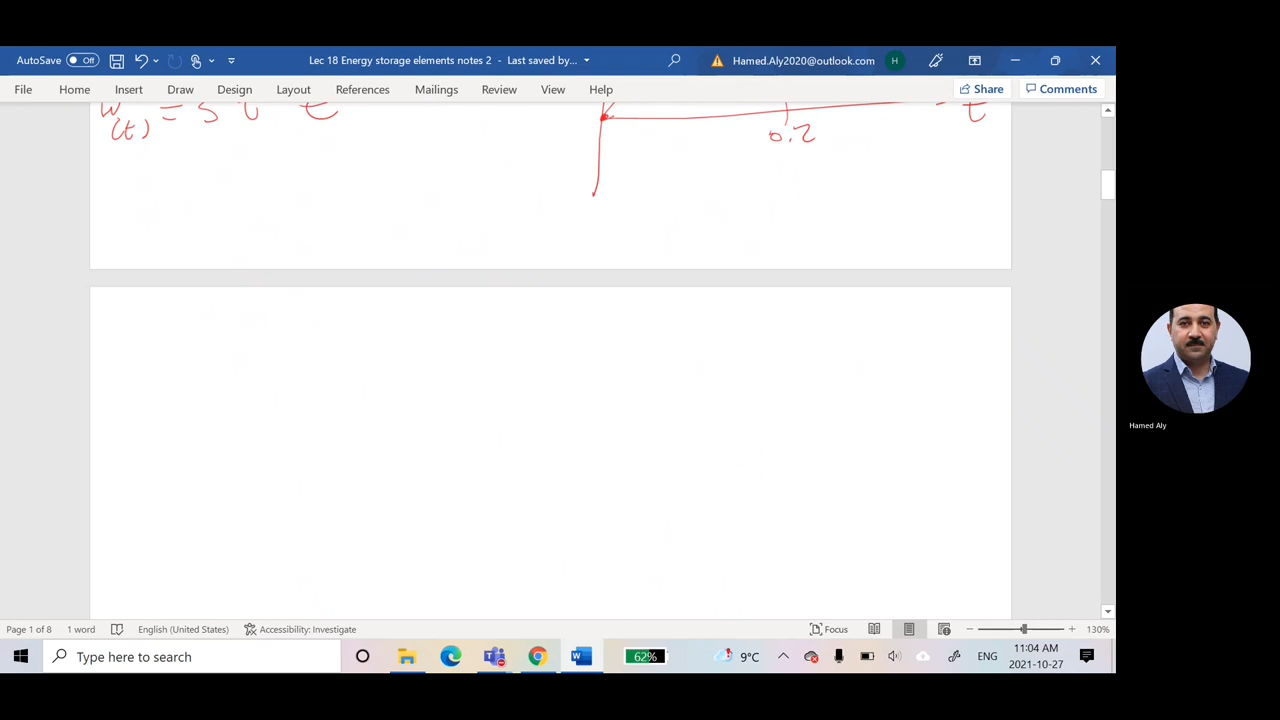 AutoSave Off Lec 18 Energy storage elements notes 2 - Last saved by... Hamed.Aly2020@outlook.com H
File Home Insert Draw Design Layout References Mailings Review View Help Share Comments
(t) = 5 t
0.2
Hamed Aly
Page 1 of 8 1 word English (United States) Accessibility: Investigate Focus 130%
Type here to search 62% 9°C ENG 11:04 AM
2021-10-27